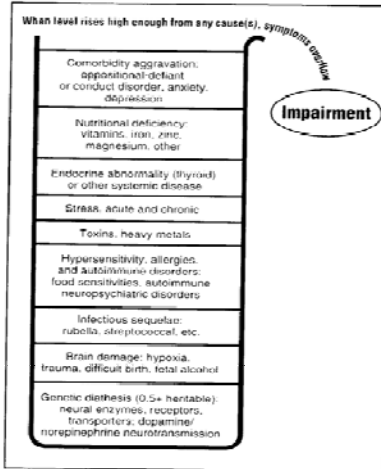 When level rises high enough from any cause(s), symptoms overflow
Impairment
Comorbidity aggravation:
oppositional-defiant
or conduct disorder, anxiety,
depression
Nutritional deficiency:
vitamins, iron, zinc,
magnesium, other
Endocrine abnormality (thyroid)
or other systemic disease
Stress, acute and chronic
Toxins, heavy metals
Hypersensitivity, allergies,
and autoimmune disorders:
food sensitivities, autoimmune
neuropsychiatric disorders
Infectious sequelae:
rubella, streptococcal, etc.
Brain damage: hypoxia,
trauma, difficult birth, fetal alcohol
Genetic diathesis (0.5+ heritable):
neural enzymes, receptors,
transporters: dopamine/
norepinephrine neurotransmission